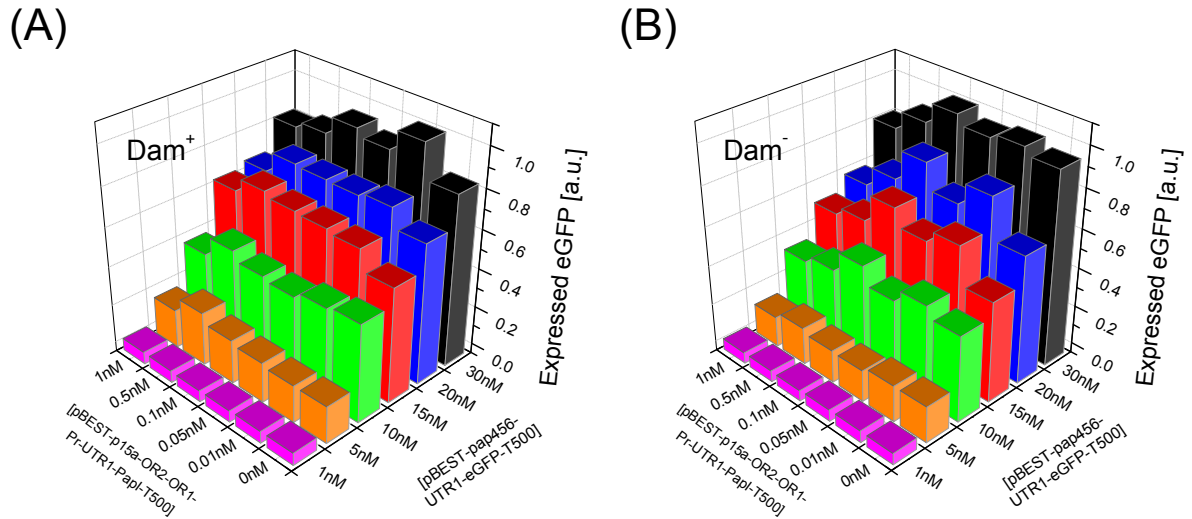 (A)
Dam+
1.0
0.8
0.6
0.4
0.2
0.0
Expressed eGFP [a.u.]
1nM
0.5nM
0.1nM
0.05nM
0.01nM
0nM
[pBEST-p15a-OR2-OR1-
Pr-UTR1-PapI-T500]
30nM
20nM
15nM
10nM
5nM
1nM
[pBEST-pap456-
UTR1-eGFP-T500]
(B)
Dam-
1.0
0.8
0.6
0.4
0.2
0.0
Expressed eGFP [a.u.]
1nM
0.5nM
0.1nM
0.05nM
0.01nM
0nM
[pBEST-p15a-OR2-OR1-
Pr-UTR1-PapI-T500]
30nM
20nM
15nM
10nM
5nM
1nM
[pBEST-pap456-
UTR1-eGFP-T500]